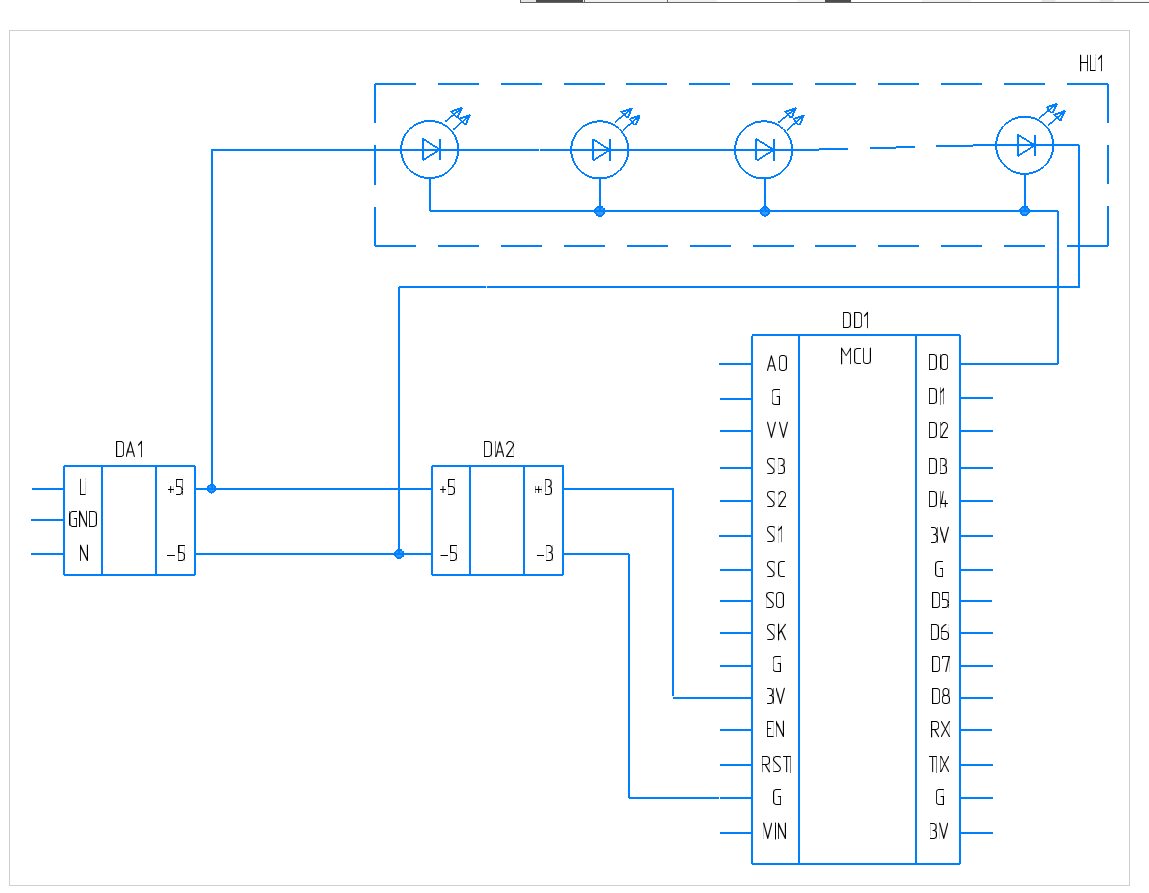 HL1
DD1
MCU
A0
G
VV
S3
S2
S1
SC
S0
SK
G
3V
EN
RST
G
VIN
D0
D1
D2
D3
D4
3V
G
D5
D6
D7
D8
RX
TX
G
3V
DA1
L
GND
N
+5
-5
DA2
+5
-5
+3
-3